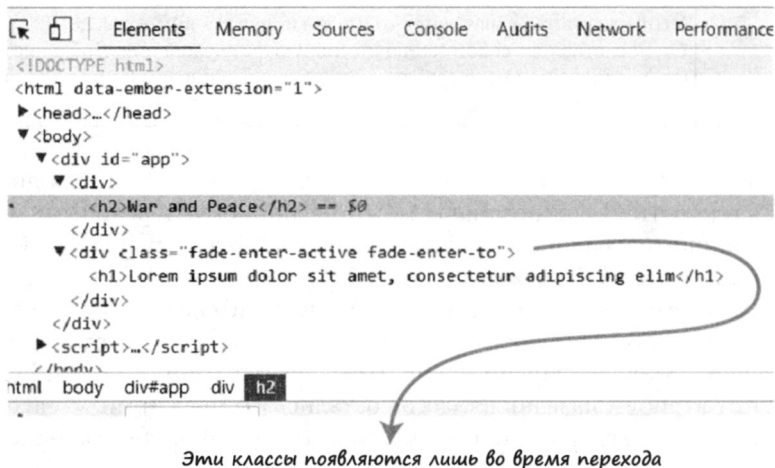 Elements Memory Sources Console Audits Network Performance
<!DOCTYPE html>
<html data-ember-extension="1">
▶<head>…</head>
▼<body>
▼<div id="app">
▼<div>
<h2>War and Peace</h2> == $0
</div>
▼<div class="fade-enter-active fade-enter-to">
<h1>Lorem ipsum dolor sit amet, consectetur adipiscing elim</h1>
</div>
</div>
▶<script>…</script>
</body>
html body div#app div h2
Эти классы появляются лишь во время перехода